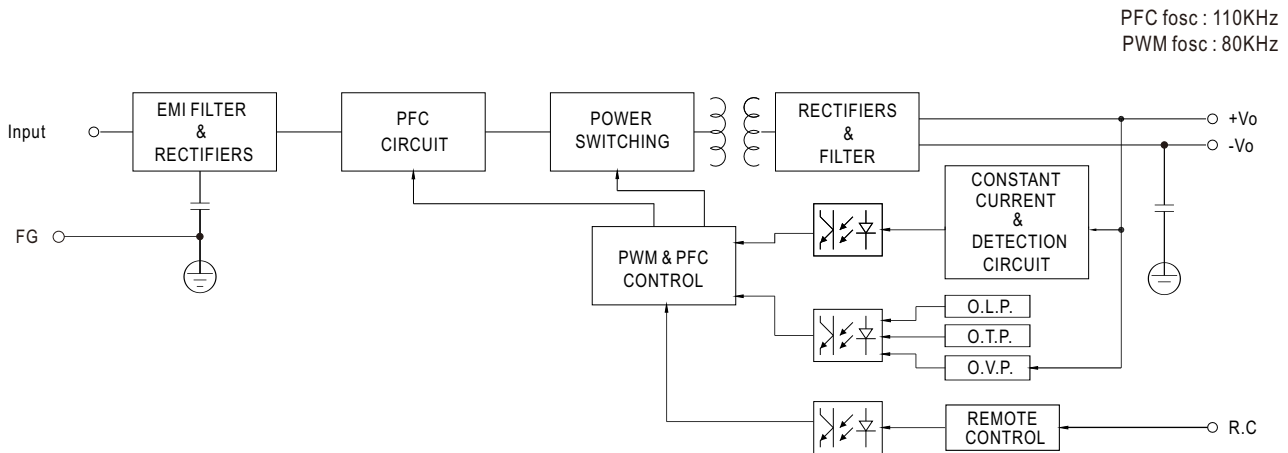 PFC fosc : 110KHz
PWM fosc : 80KHz
EMI FILTER
&
RECTIFIERS
PFC
CIRCUIT
POWER
SWITCHING
RECTIFIERS
&
FILTER
Input
+Vo
-Vo
CONSTANT
CURRENT
&
DETECTION
CIRCUIT
FG
PWM & PFC
CONTROL
O.L.P.
O.T.P.
O.V.P.
REMOTE
CONTROL
R.C